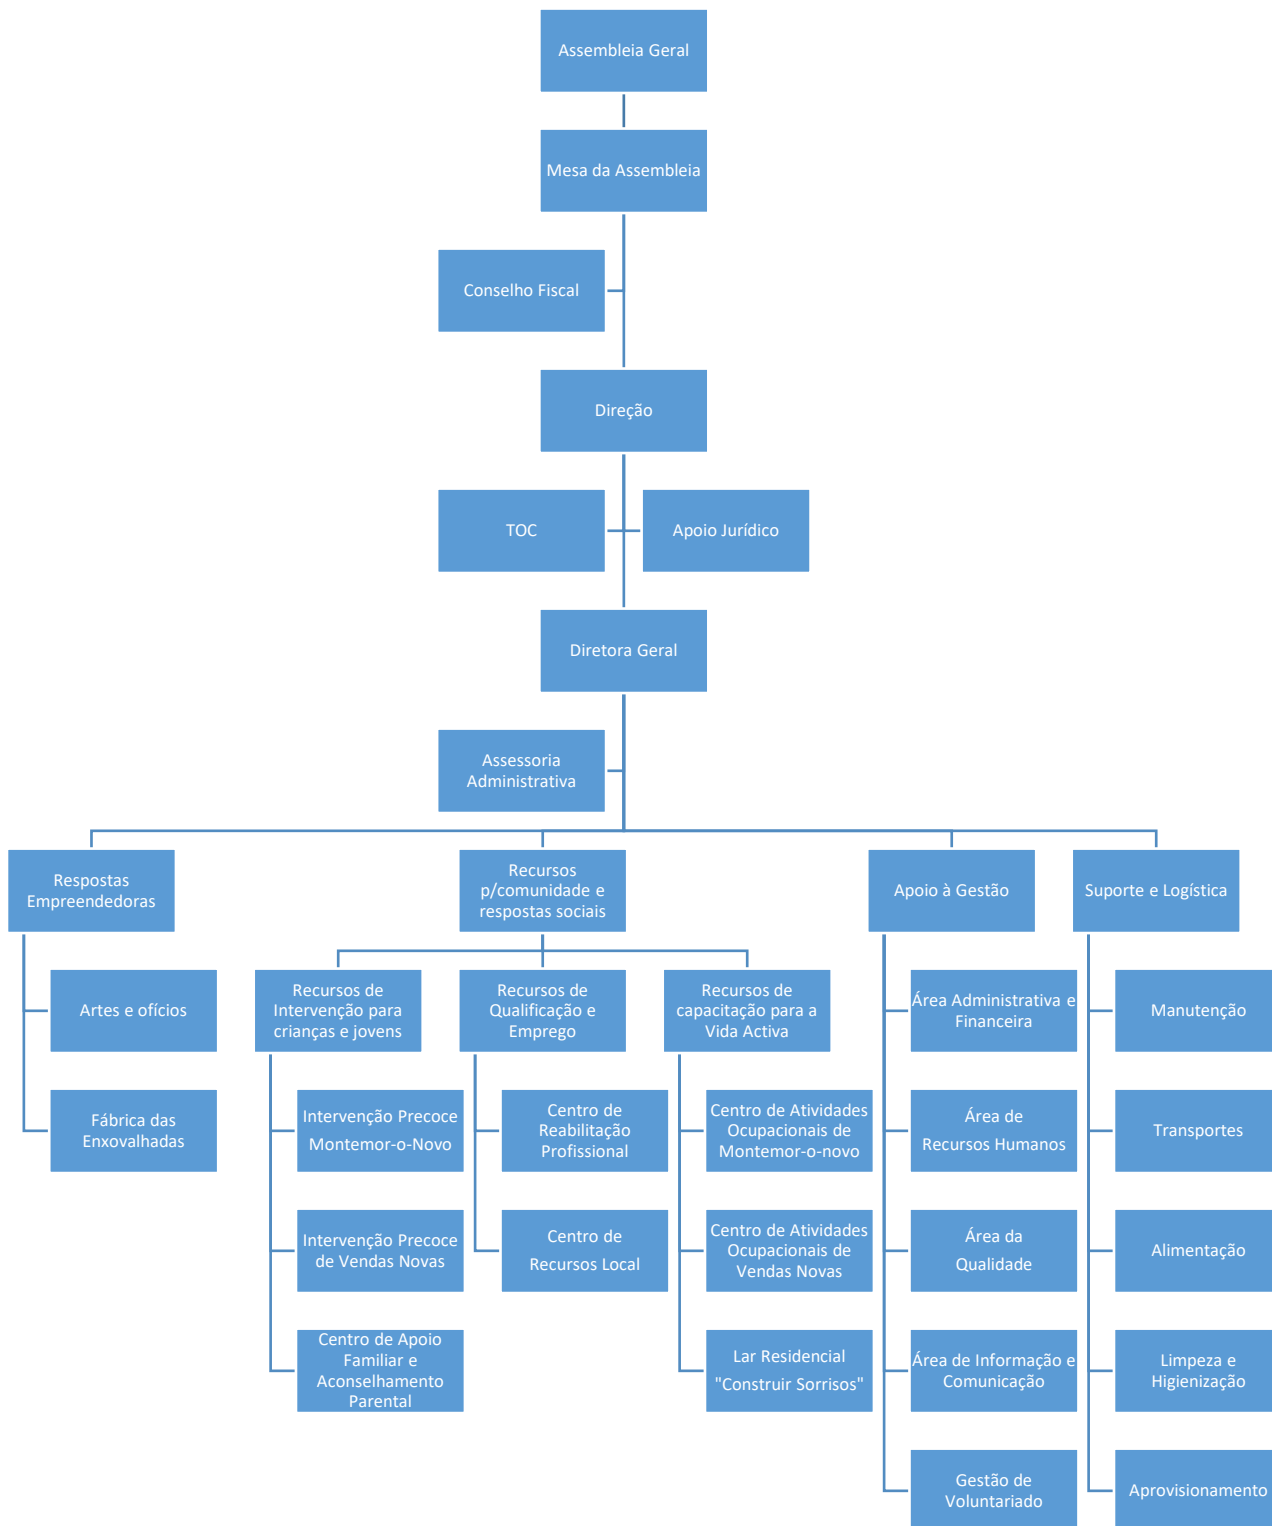 Assembleia Geral
Mesa da Assembleia
Conselho Fiscal
Direção
TOC
Apoio Jurídico
Diretora Geral
Assessoria
Administrativa
Respostas
Empreendedoras
Artes e ofícios
Fábrica das
Enxovalhadas
Recursos
p/comunidade e
respostas sociais
Recursos de
Intervenção para
crianças e jovens
Intervenção Precoce
Montemor-o-Novo
Intervenção Precoce
de Vendas Novas
Centro de Apoio
Familiar e
Aconselhamento
Parental
Recursos de
Qualificação e
Emprego
Centro de
Reabilitação
Profissional
Centro de
Recursos Local
Recursos de
capacitação para a
Vida Activa
Centro de Atividades
Ocupacionais de
Montemor-o-novo
Centro de Atividades
Ocupacionais de
Vendas Novas
Lar Residencial
"Construir Sorrisos"
Apoio à Gestão
Área Administrativa e
Financeira
Área de
Recursos Humanos
Área da
Qualidade
Área de Informação e
Comunicação
Gestão de
Voluntariado
Suporte e Logística
Manutenção
Transportes
Alimentação
Limpeza e
Higienização
Aprovisionamento